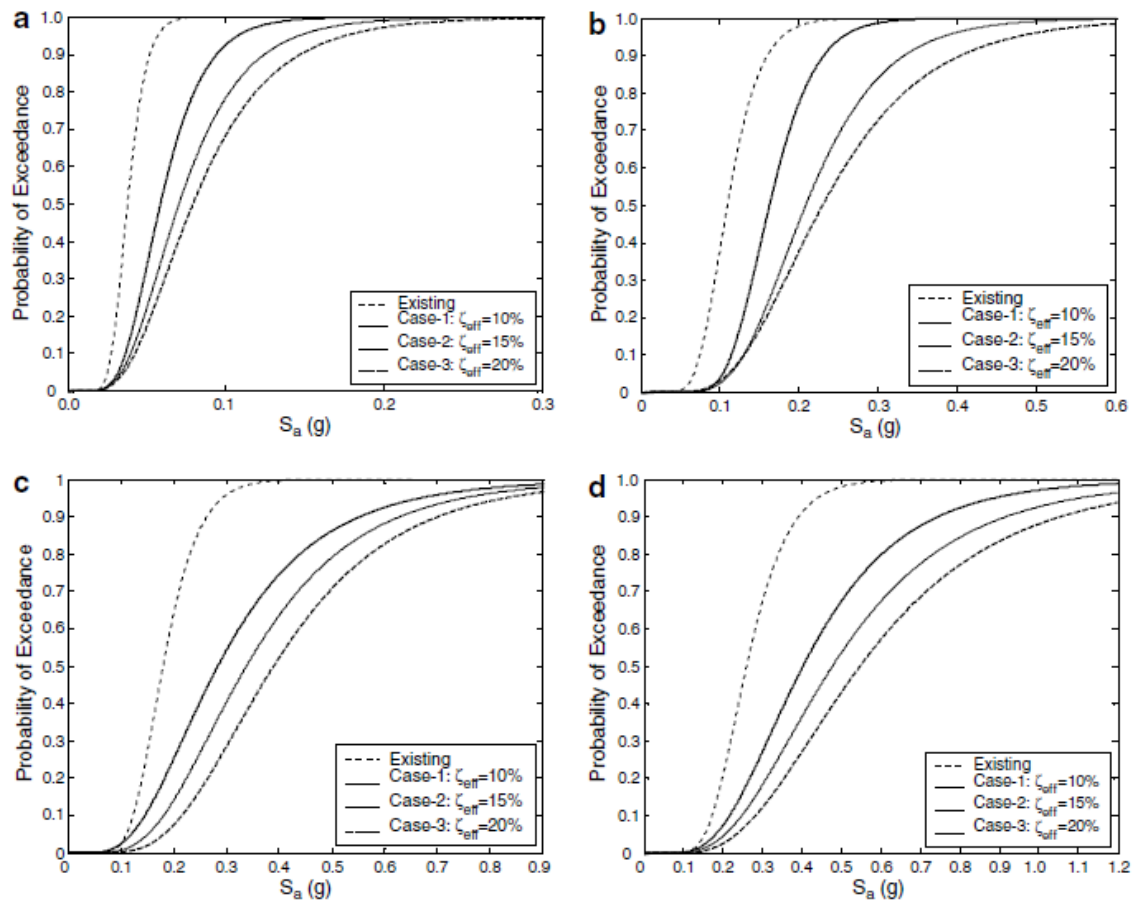 a
1.0
0.9
0.8
0.7
0.6
0.5
0.4
0.3
0.2
0.1
0
Probability of Exceedance
0.0 0.1 0.2 0.3
Sa (g)
Existing
Case-1: ζeff=10%
Case-2: ζeff=15%
Case-3: ζeff=20%
b
1.0
0.9
0.8
0.7
0.6
0.5
0.4
0.3
0.2
0.1
0
Probability of Exceedance
0 0.1 0.2 0.3 0.4 0.5 0.6
Sa (g)
Existing
Case-1: ζeff=10%
Case-2: ζeff=15%
Case-3: ζeff=20%
c
1
0.9
0.8
0.7
0.6
0.5
0.4
0.3
0.2
0.1
0
Probability of Exceedance
0 0.1 0.2 0.3 0.4 0.5 0.6 0.7 0.8 0.9
Sa (g)
Existing
Case-1: ζeff=10%
Case-2: ζeff=15%
Case-3: ζeff=20%
d
1
0.9
0.8
0.7
0.6
0.5
0.4
0.3
0.2
0.1
0
Probability of Exceedance
0 0.1 0.2 0.3 0.4 0.5 0.6 0.7 0.8 0.9 1.0 1.1 1.2
Sa (g)
Existing
Case-1: ζeff=10%
Case-2: ζeff=15%
Case-3: ζeff=20%